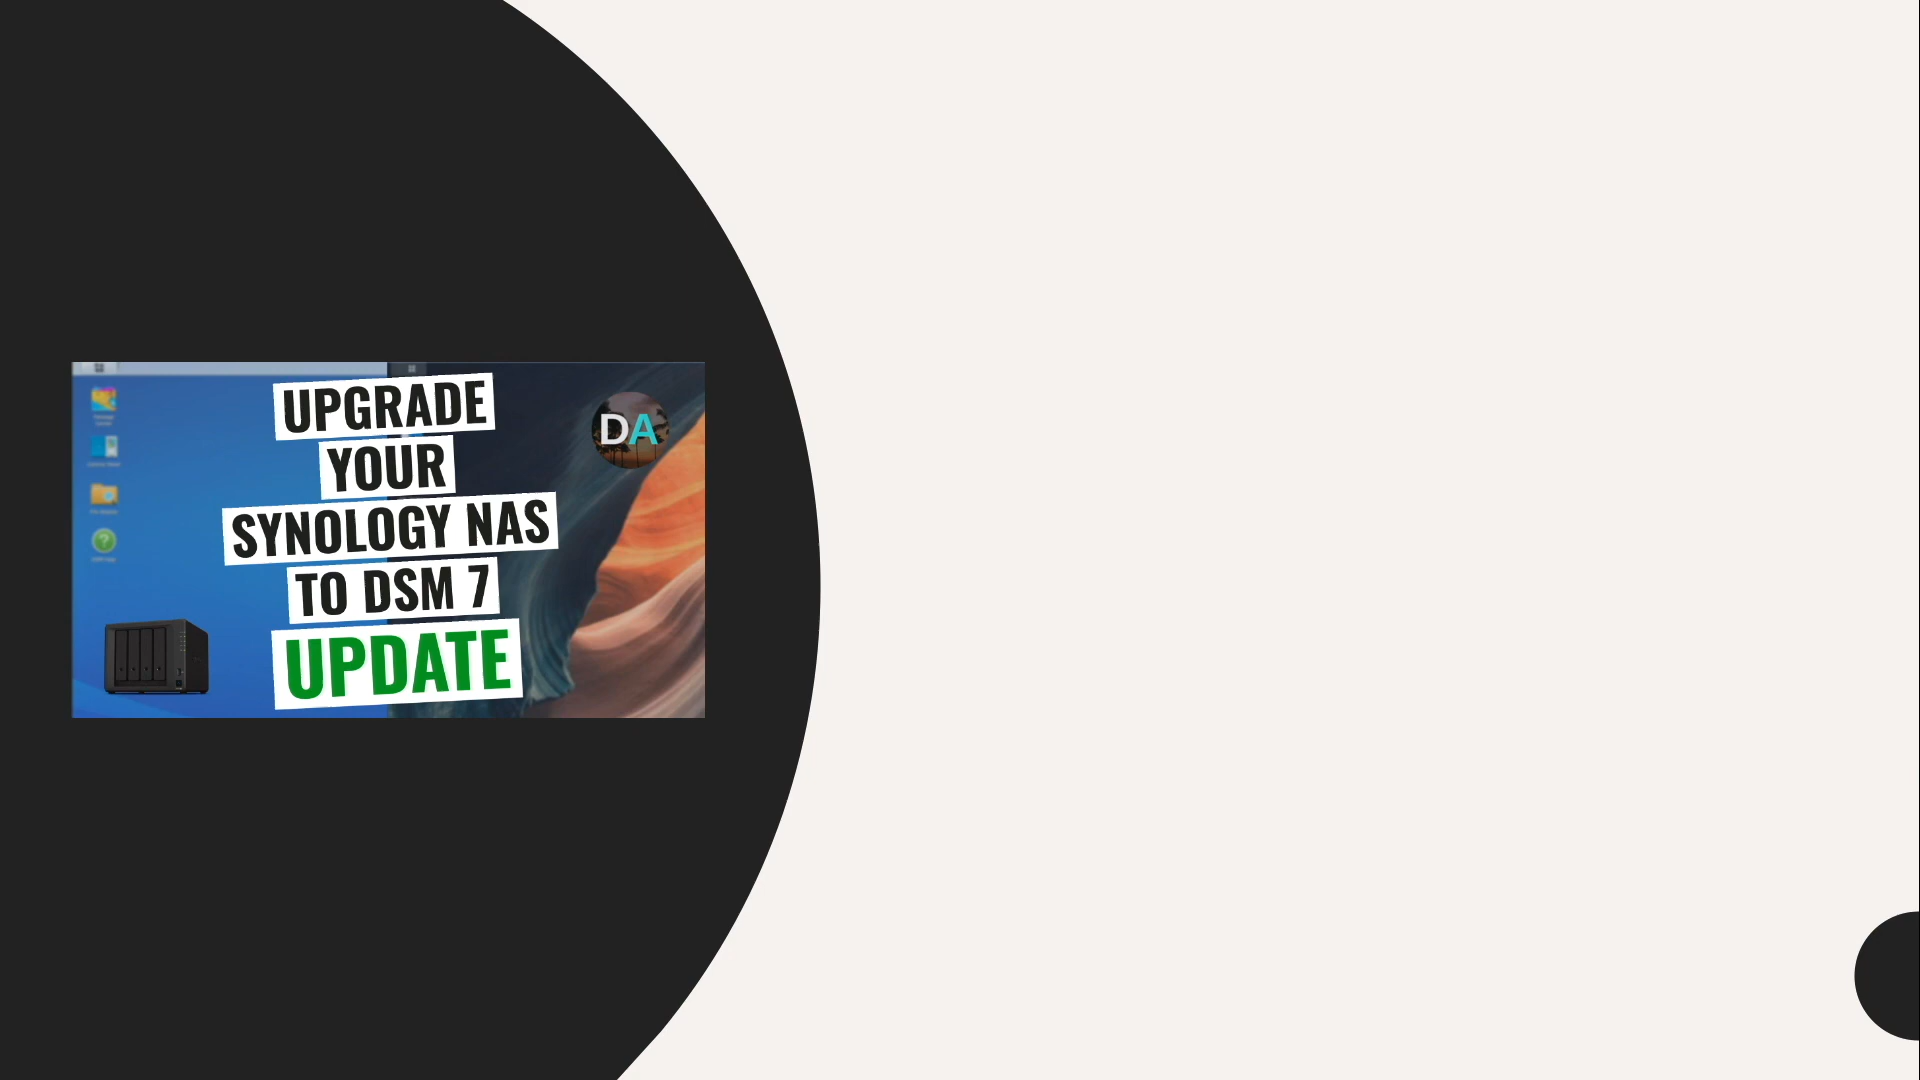 UPGRADE
YOUR
SYNOLOGY NAS
TO DSM 7
UPDATE
DA